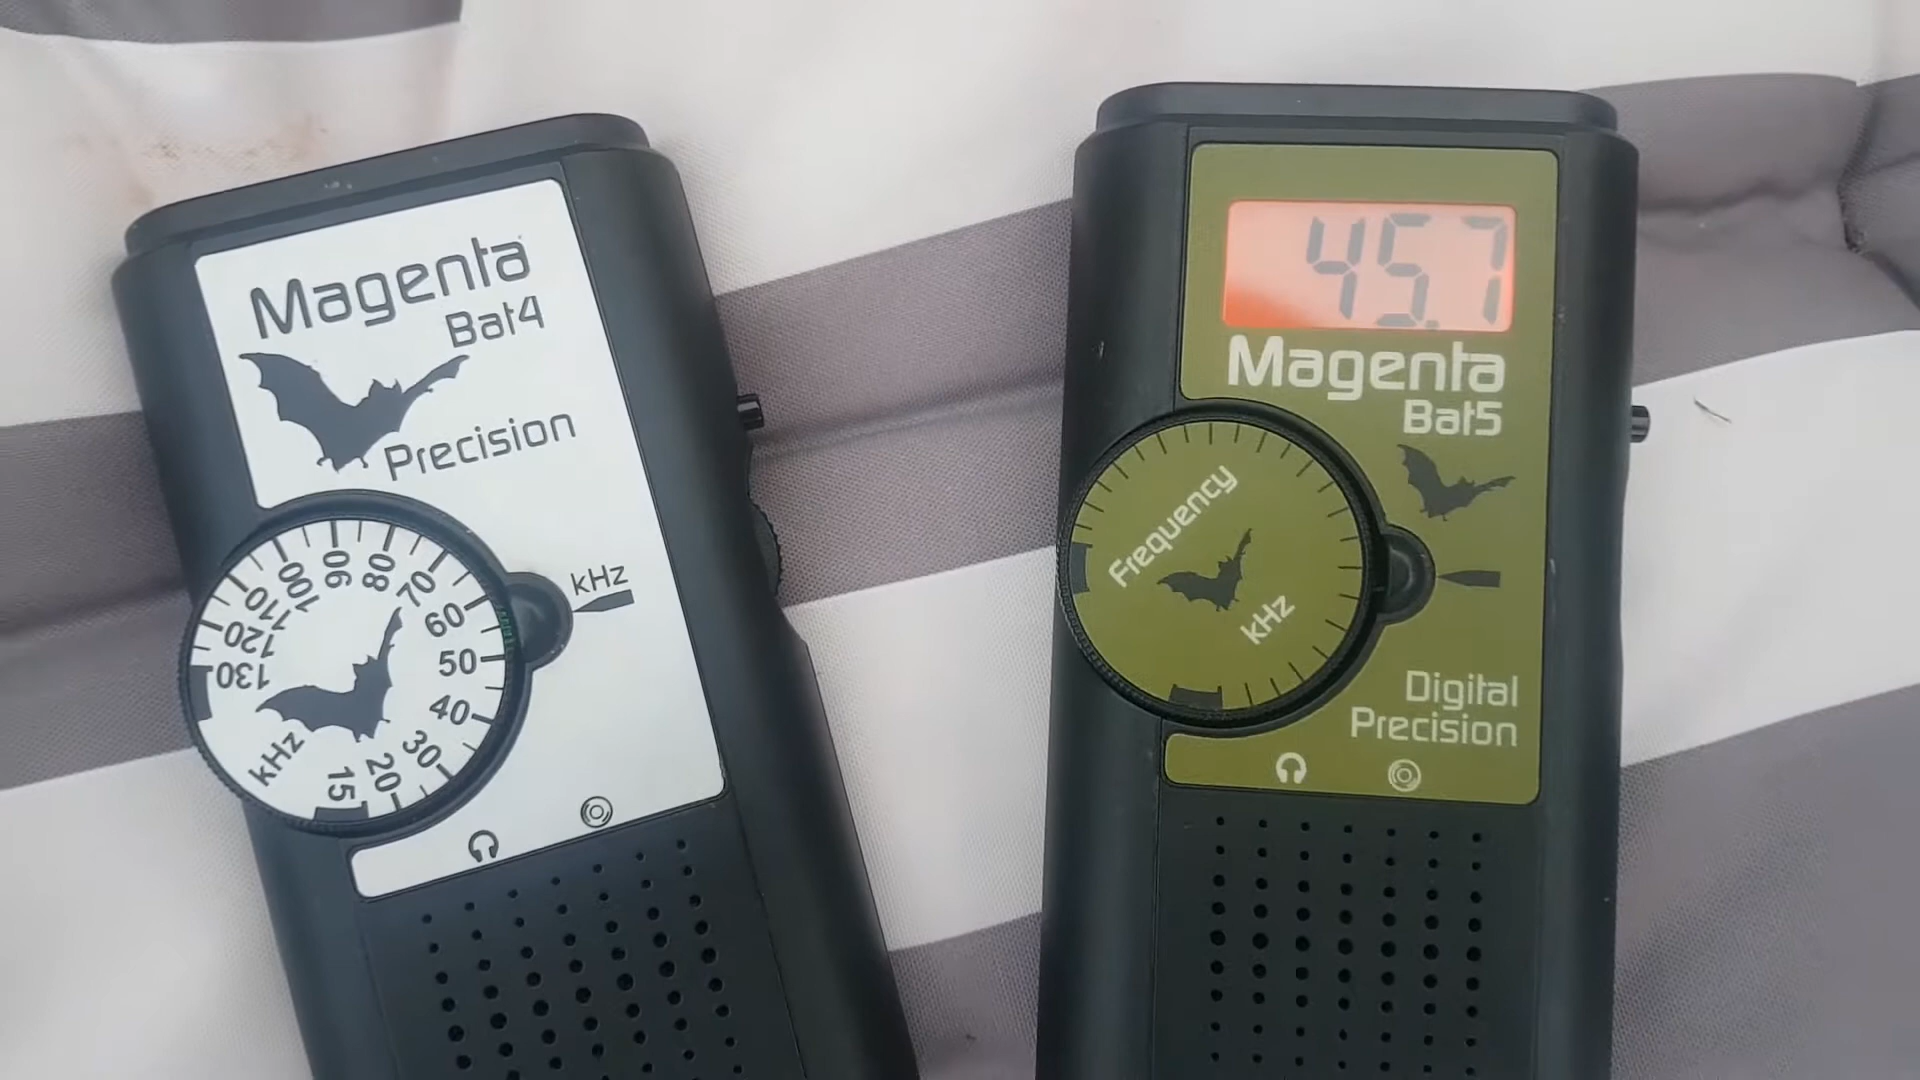 Magenta
Bat4
Precision
kHz
130
120
110
100
90
80
70
60
50
40
30
20
15
kHz
45.7
Magenta
Bat5
Frequency
kHz
Digital
Precision